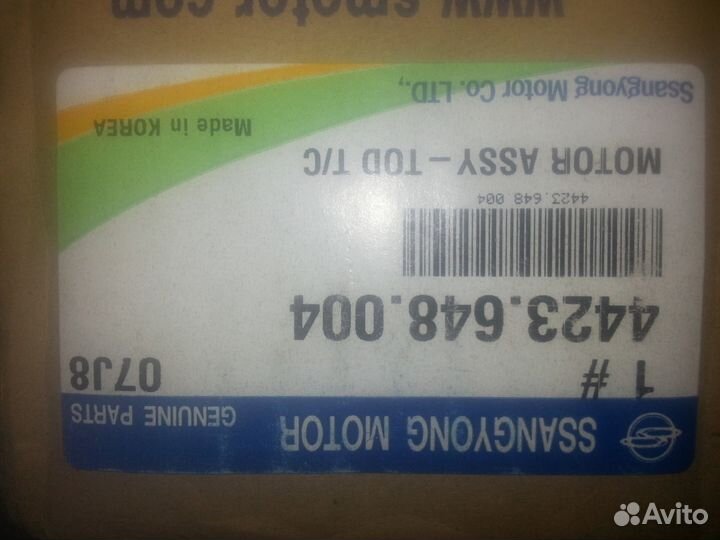 SSANGYONG MOTOR GENUINE PARTS
1 # 07J8
4423.648.004
4423.648 004
MOTOR ASSY – TOD T/C
Made in KOREA
Ssangyong Motor Co. LTD.,
www.smotor.com
Avito